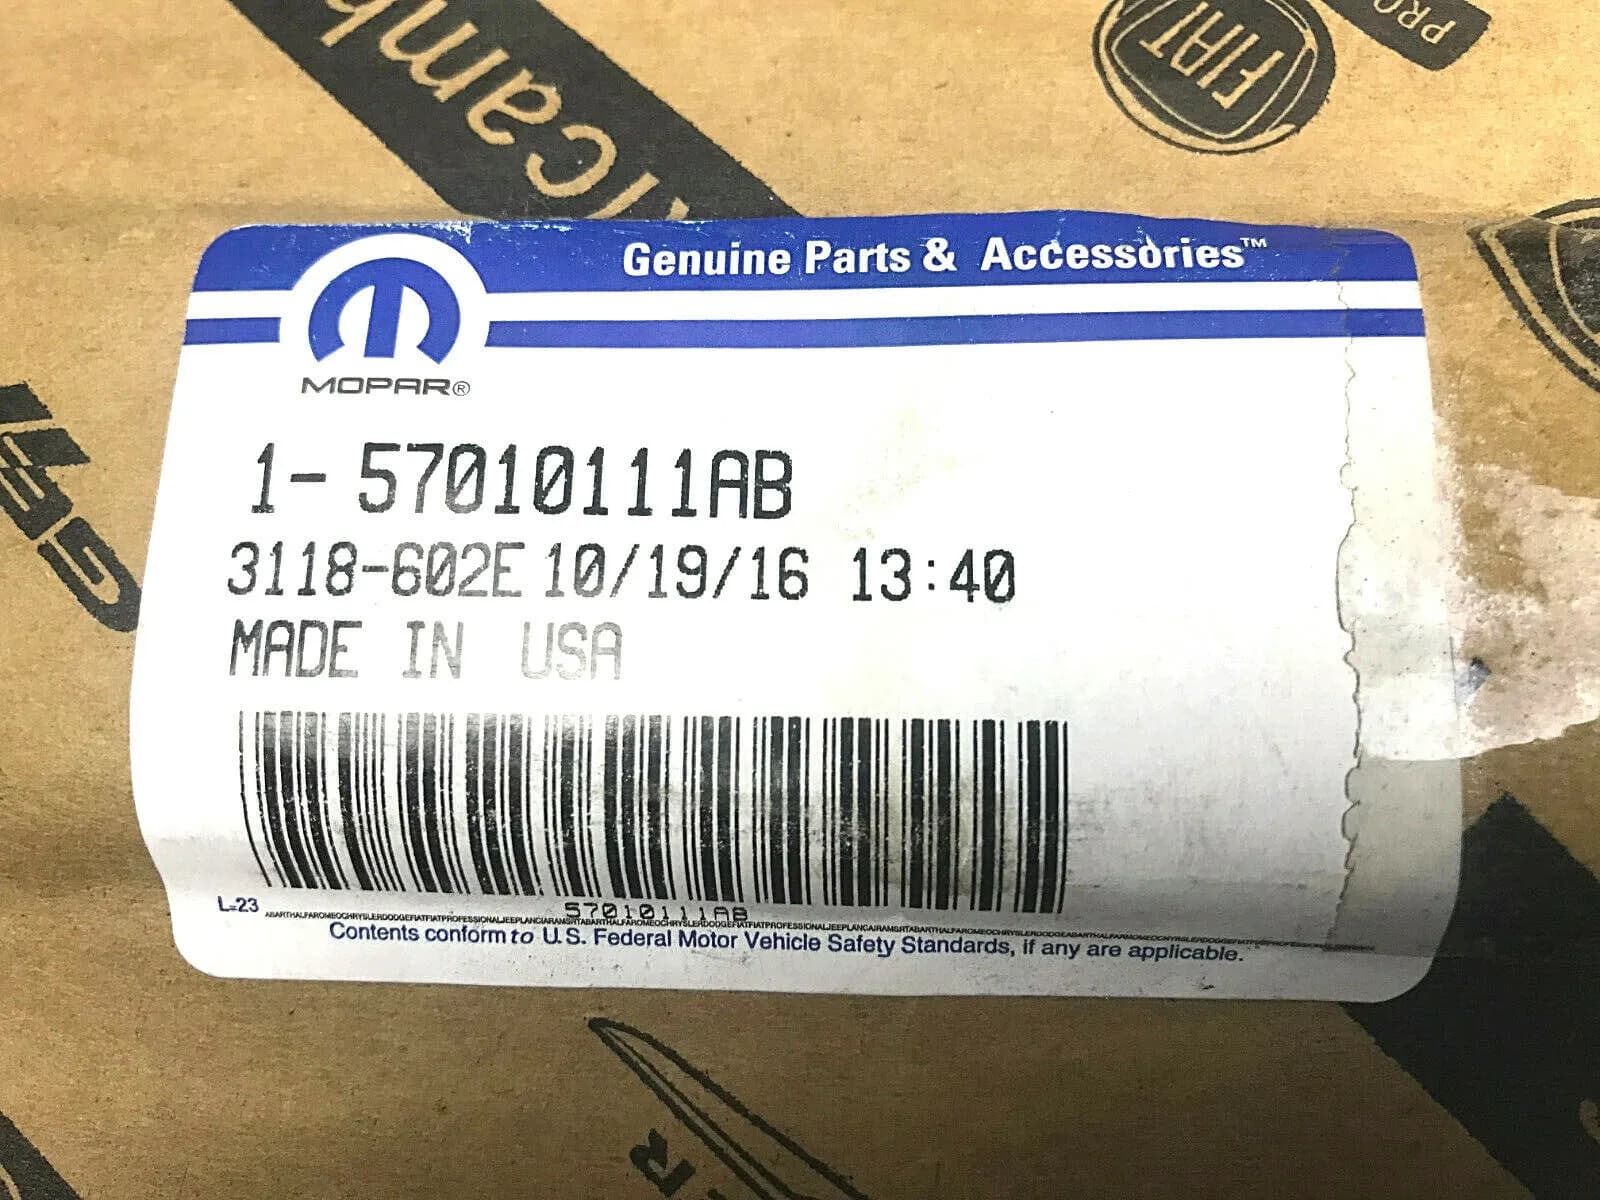 FIAT
PRO
Genuine Parts & Accessories™
MOPAR®
1- 57010111AB
3118-602E 10/19/16 13:40
MADE IN USA
57010111AB
L-23
Contents conform to U.S. Federal Motor Vehicle Safety Standards, if any are applicable.